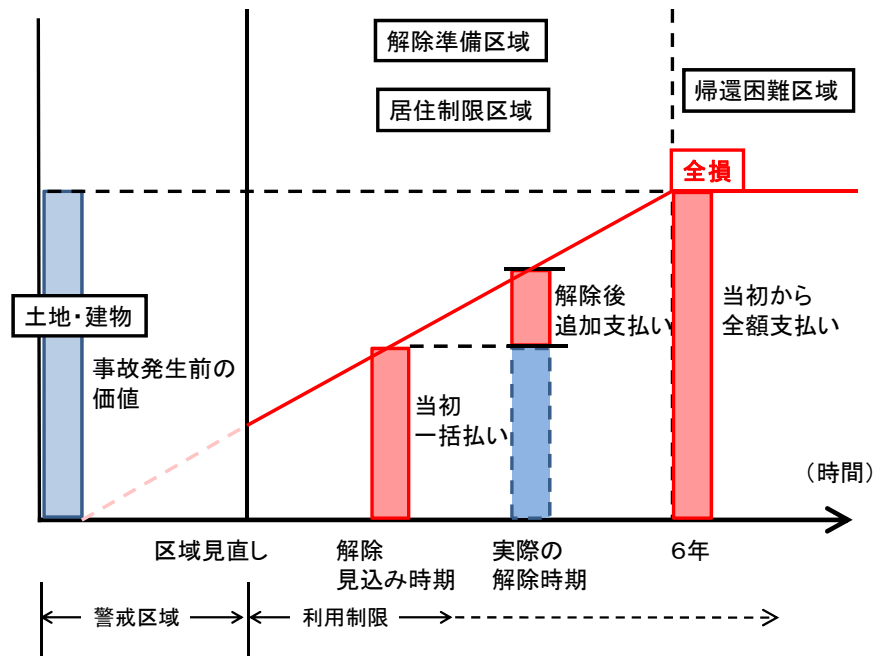 解除準備区域
居住制限区域
帰還困難区域
全損
土地・建物
事故発生前の
価値
当初
一括払い
解除後
追加支払い
当初から
全額支払い
（時間）
区域見直し
解除
見込み時期
実際の
解除時期
６年
警戒区域
利用制限